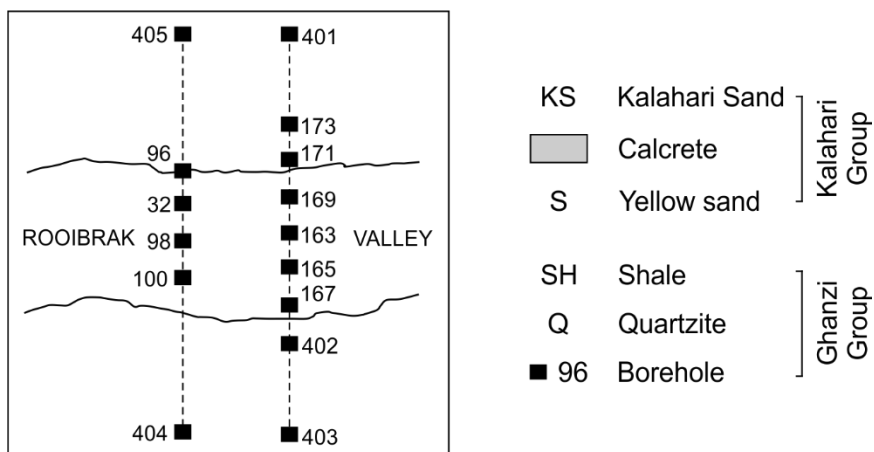 405
401
173
96
171
32
169
ROOIBRAK
98
163
VALLEY
100
165
167
402
404
403
KS Kalahari Sand
Calcrete
S Yellow sand
Kalahari
Group
SH Shale
Q Quartzite
96 Borehole
Ghanzi
Group